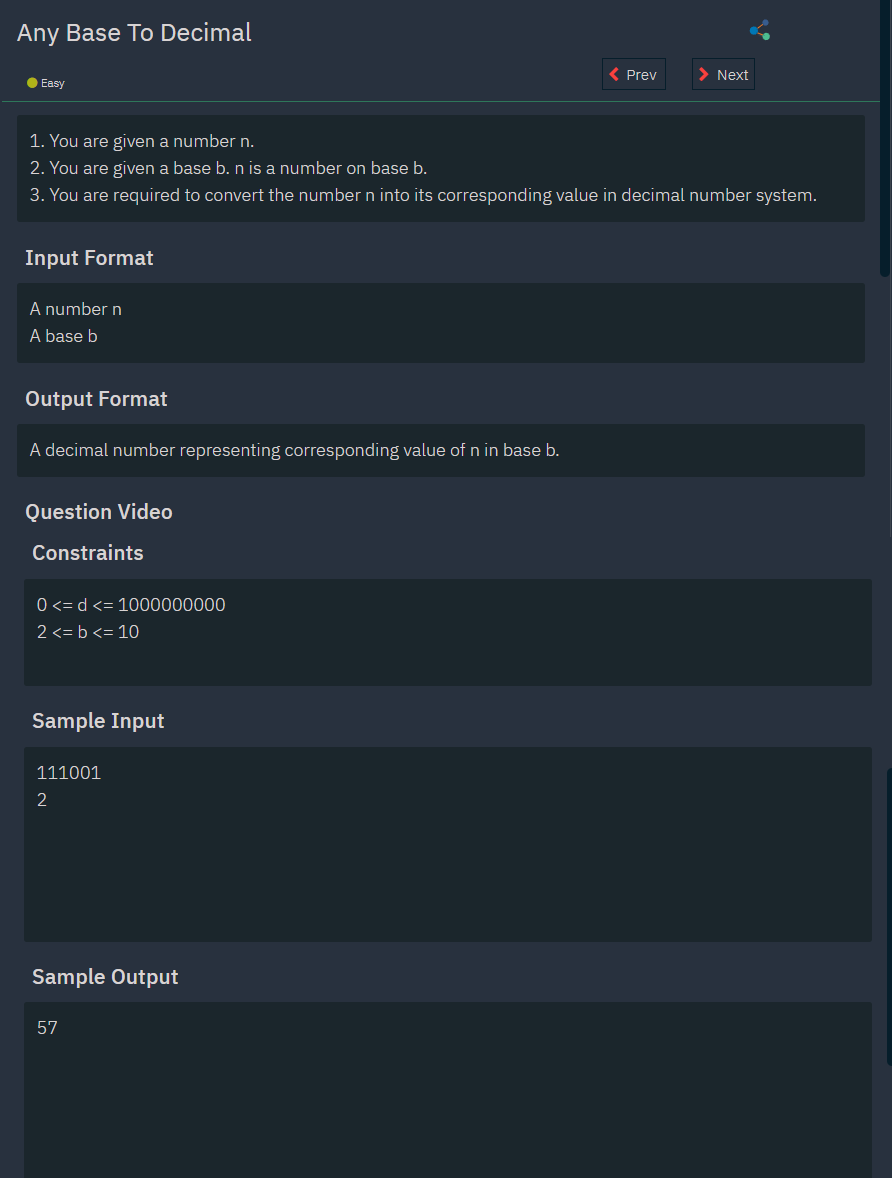 Any Base To Decimal
Easy
Prev
Next
1. You are given a number n.
2. You are given a base b. n is a number on base b.
3. You are required to convert the number n into its corresponding value in decimal number system.
Input Format
A number n
A base b
Output Format
A decimal number representing corresponding value of n in base b.
Question Video
Constraints
0 <= d <= 1000000000
2 <= b <= 10
Sample Input
111001
2
Sample Output
57